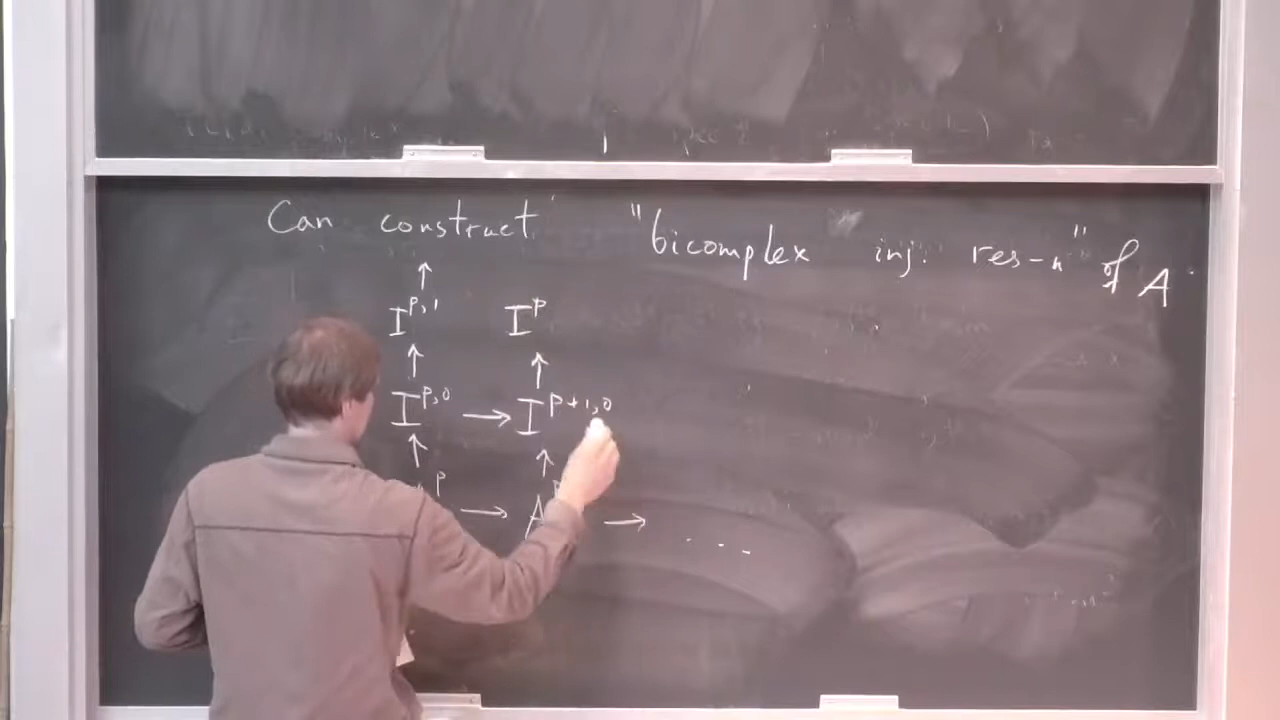 Can construct "bicomplex inj. res-n" of A
↑ 
I^{p,1} I^{p}
↑ ↑
I^{p,0} → I^{p+1,0}
↑ ↑
p → A →
. . .